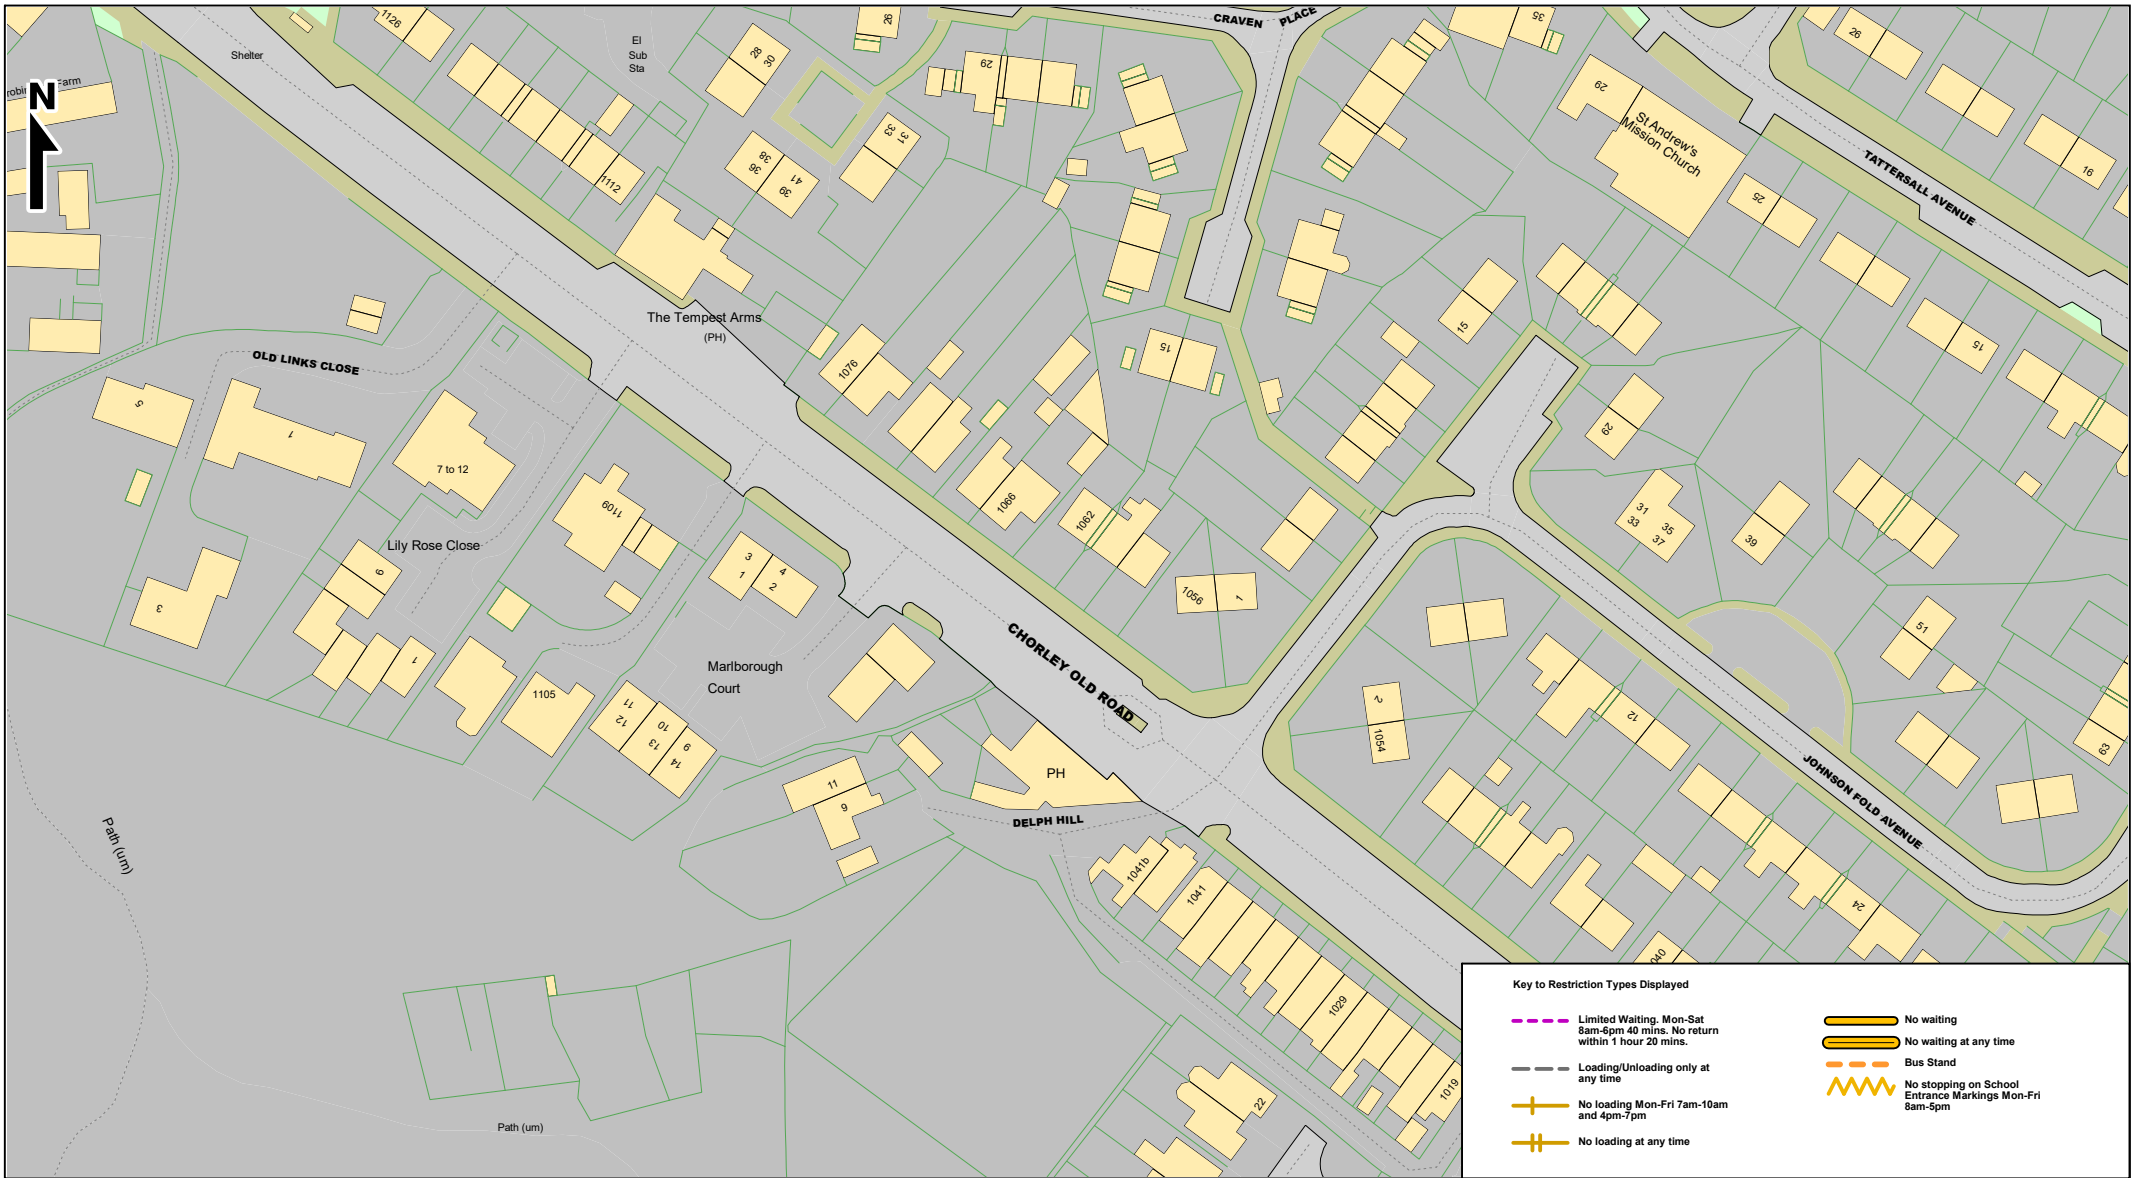 1126
Shelter
El
Sub
Sta
26
28
30
29
CRAVEN PLACE
35
26
29
St Andrew's
Mission Church
TATTERSALL AVENUE
16
Farm
N
33
31
38
36
41
39
1112
25
The Tempest Arms
(PH)
15
15
15
OLD LINKS CLOSE
1076
5
1
7 to 12
29
1109
1066
1062
31
33
35
37
39
Lily Rose Close
6
3
4
1
2
1056
1
3
51
CHORLEY OLD ROAD
Marlborough
Court
1
1105
11
12
10
13
9
14
2
1054
12
63
PH
JOHNSON FOLD AVENUE
11
9
DELPH HILL
Path (um)
1041b
1041
24
1029
22
1019
Path (um)
Key to Restriction Types Displayed
Limited Waiting. Mon-Sat
8am-6pm 40 mins. No return
within 1 hour 20 mins.
Loading/Unloading only at
any time
No loading Mon-Fri 7am-10am
and 4pm-7pm
No loading at any time
No waiting
No waiting at any time
Bus Stand
No stopping on School
Entrance Markings Mon-Fri
8am-5pm